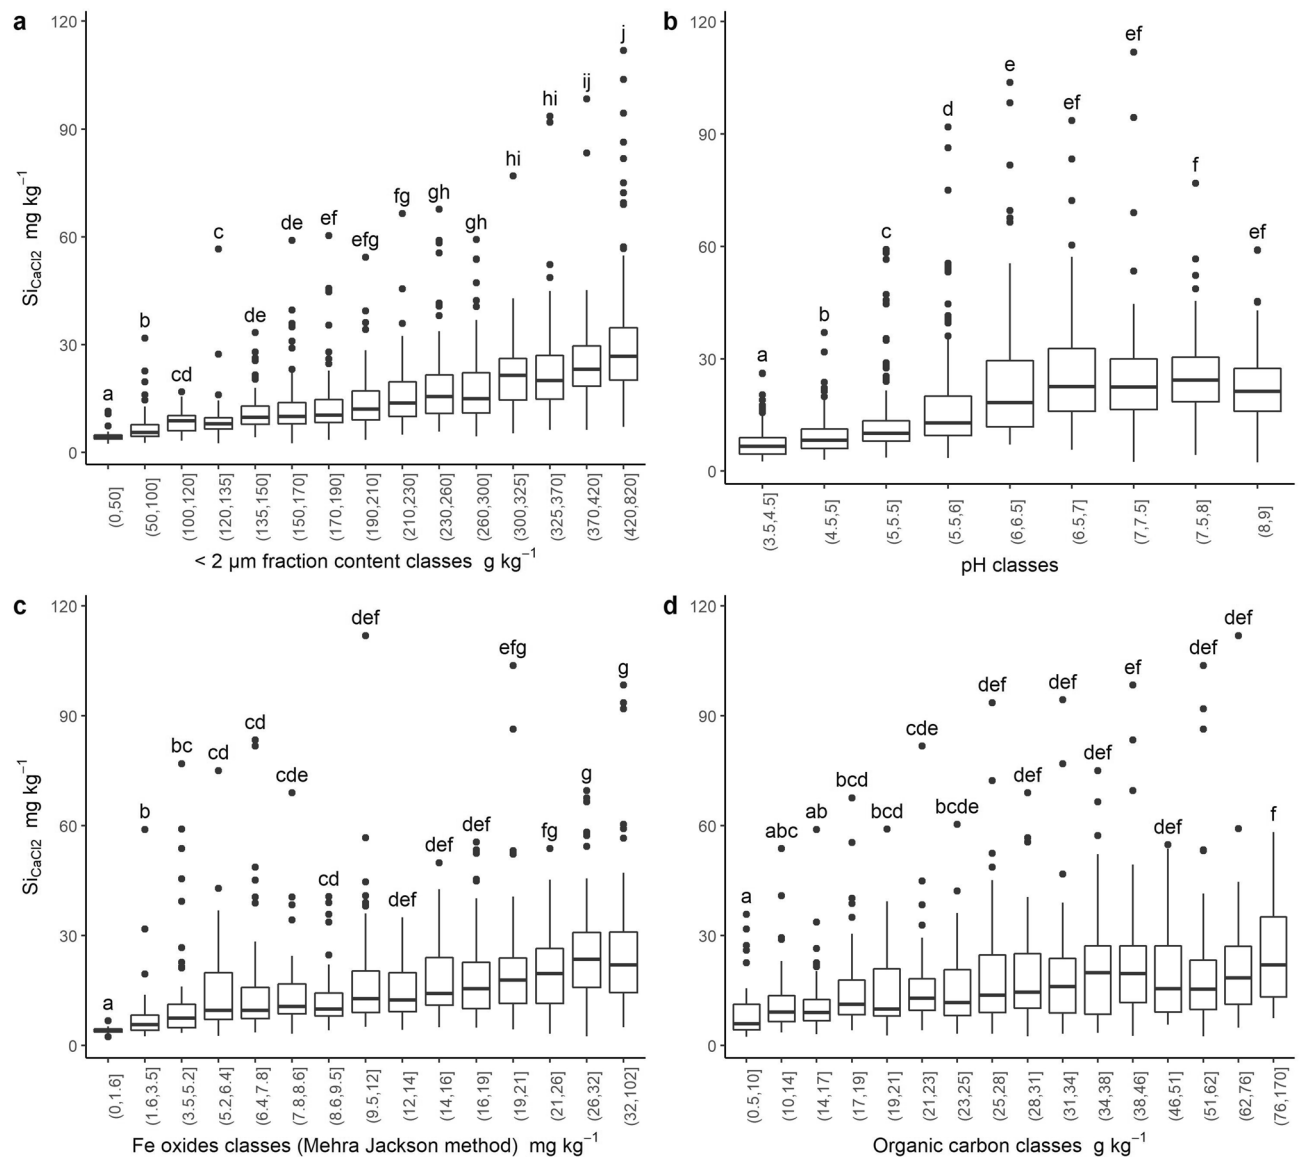 a
120
90
60
30
0
Si CaCl2 mg kg−1
a
b
cd
c
de
de
ef
efg
fg
gh
gh
hi
hi
ij
j
(0,50]
(50,100]
(100,120]
(120,135]
(135,150]
(150,170]
(170,190]
(190,210]
(210,230]
(230,260]
(260,300]
(300,325]
(325,370]
(370,420]
(420,820]
< 2 µm fraction content classes g kg−1
b
120
90
60
30
0
a
b
c
d
e
ef
ef
f
ef
(3.5,4.5]
(4.5,5]
(5,5.5]
(5.5,6]
(6,6.5]
(6.5,7]
(7,7.5]
(7.5,8]
(8,9]
pH classes
c
120
90
60
30
0
Si CaCl2 mg kg−1
a
b
bc
cd
cd
cde
cd
def
def
def
def
efg
fg
g
g
(0,1.6]
(1.6,3.5]
(3.5,5.2]
(5.2,6.4]
(6.4,7.8]
(7.8,8.6]
(8.6,9.5]
(9.5,12]
(12,14]
(14,16]
(16,19]
(19,21]
(21,26]
(26,32]
(32,102]
Fe oxides classes (Mehra Jackson method) mg kg−1
d
120
90
60
30
0
a
abc
ab
bcd
bcd
cde
bcde
def
def
def
def
ef
def
def
def
f
(0.5,10]
(10,14]
(14,17]
(17,19]
(19,21]
(21,23]
(23,25]
(25,28]
(28,31]
(31,34]
(34,38]
(38,46]
(46,51]
(51,62]
(62,76]
(76,170]
Organic carbon classes g kg−1